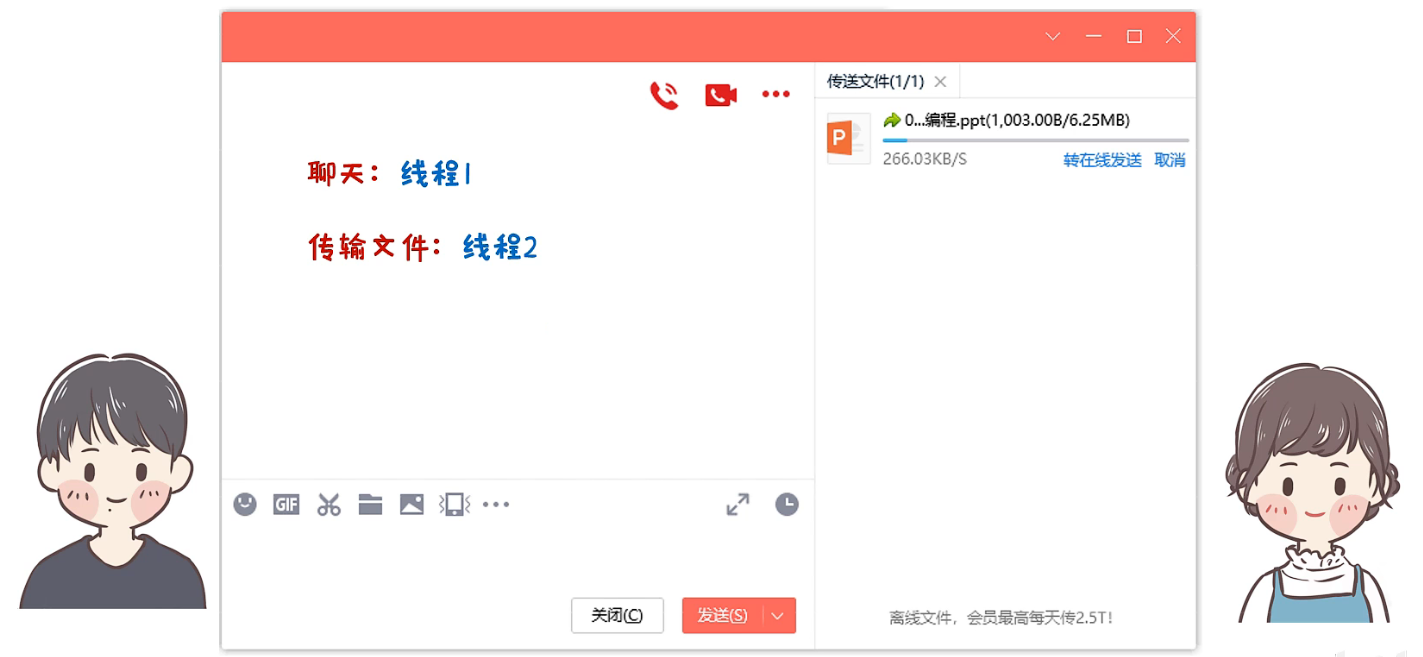 传送文件(1/1)
P
0...编程.ppt(1,003.00B/6.25MB)
266.03KB/S 转在线发送 取消
聊天：线程1
传输文件：线程2
GIF
关闭(C) 发送(S)
离线文件，会员最高每天传2.5T!